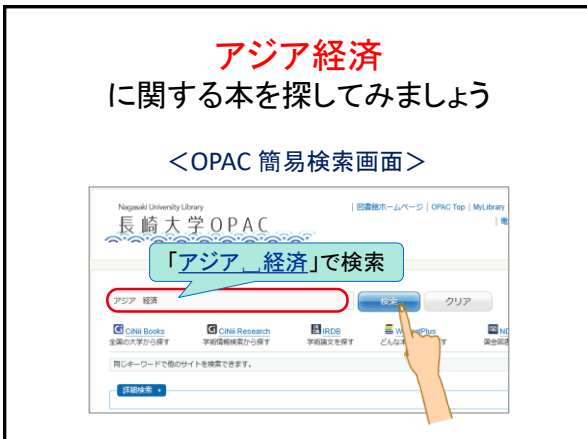 アジア経済
に関する本を探してみましょう
＜OPAC 簡易検索画面＞
Nagasaki University Library
| 図書館ホームページ | OPAC Top | MyLibrary
長崎大学OPAC
「アジア␣経済」で検索
アジア 経済
検索 クリア
CiNii Books CiNii Research IRDB
全国の大学から探す 学術情報検索から探す 学術論文を探す どんな本
同じキーワードで他のサイトを検索できます。
詳細検索